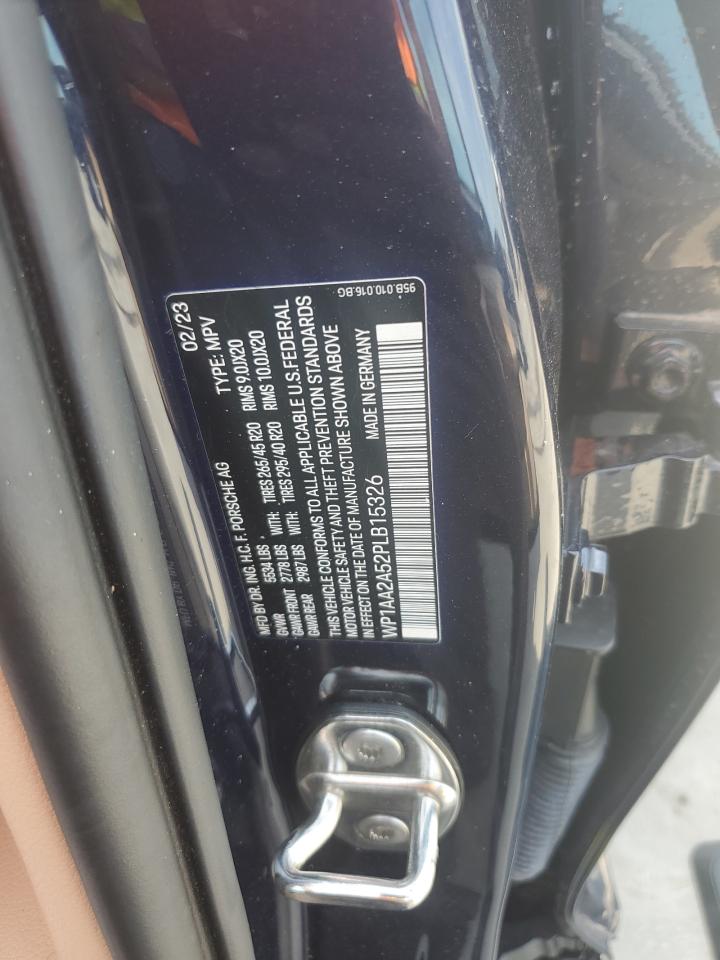 MFD BY DR. ING. H.C. F. PORSCHE AG 02/23
GVWR 5534 LBS TYPE: MPV
GAWR FRONT 2778 LBS WITH: TIRES 265/45 R20 RIMS 9.0JX20
GAWR REAR 2987 LBS WITH: TIRES 295/40 R20 RIMS 10.0JX20
THIS VEHICLE CONFORMS TO ALL APPLICABLE U.S. FEDERAL
MOTOR VEHICLE SAFETY AND THEFT PREVENTION STANDARDS
IN EFFECT ON THE DATE OF MANUFACTURE SHOWN ABOVE
WP1AA2A52PLB15326 MADE IN GERMANY
95B.010.016.BG